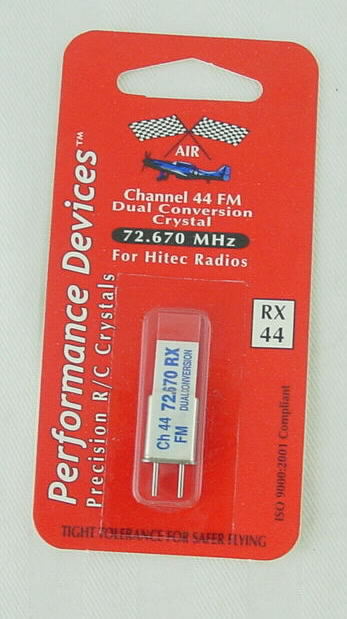 AIR
Channel 44 FM
Dual Conversion
Crystal
72.670 MHz
For Hitec Radios
Performance Devices™
Precision R/C Crystals
RX
44
Ch 44 72.670 RX
FM DUAL CONVERSION
ISO 9000:2001 Compliant
TIGHT TOLERANCE FOR SAFER FLYING